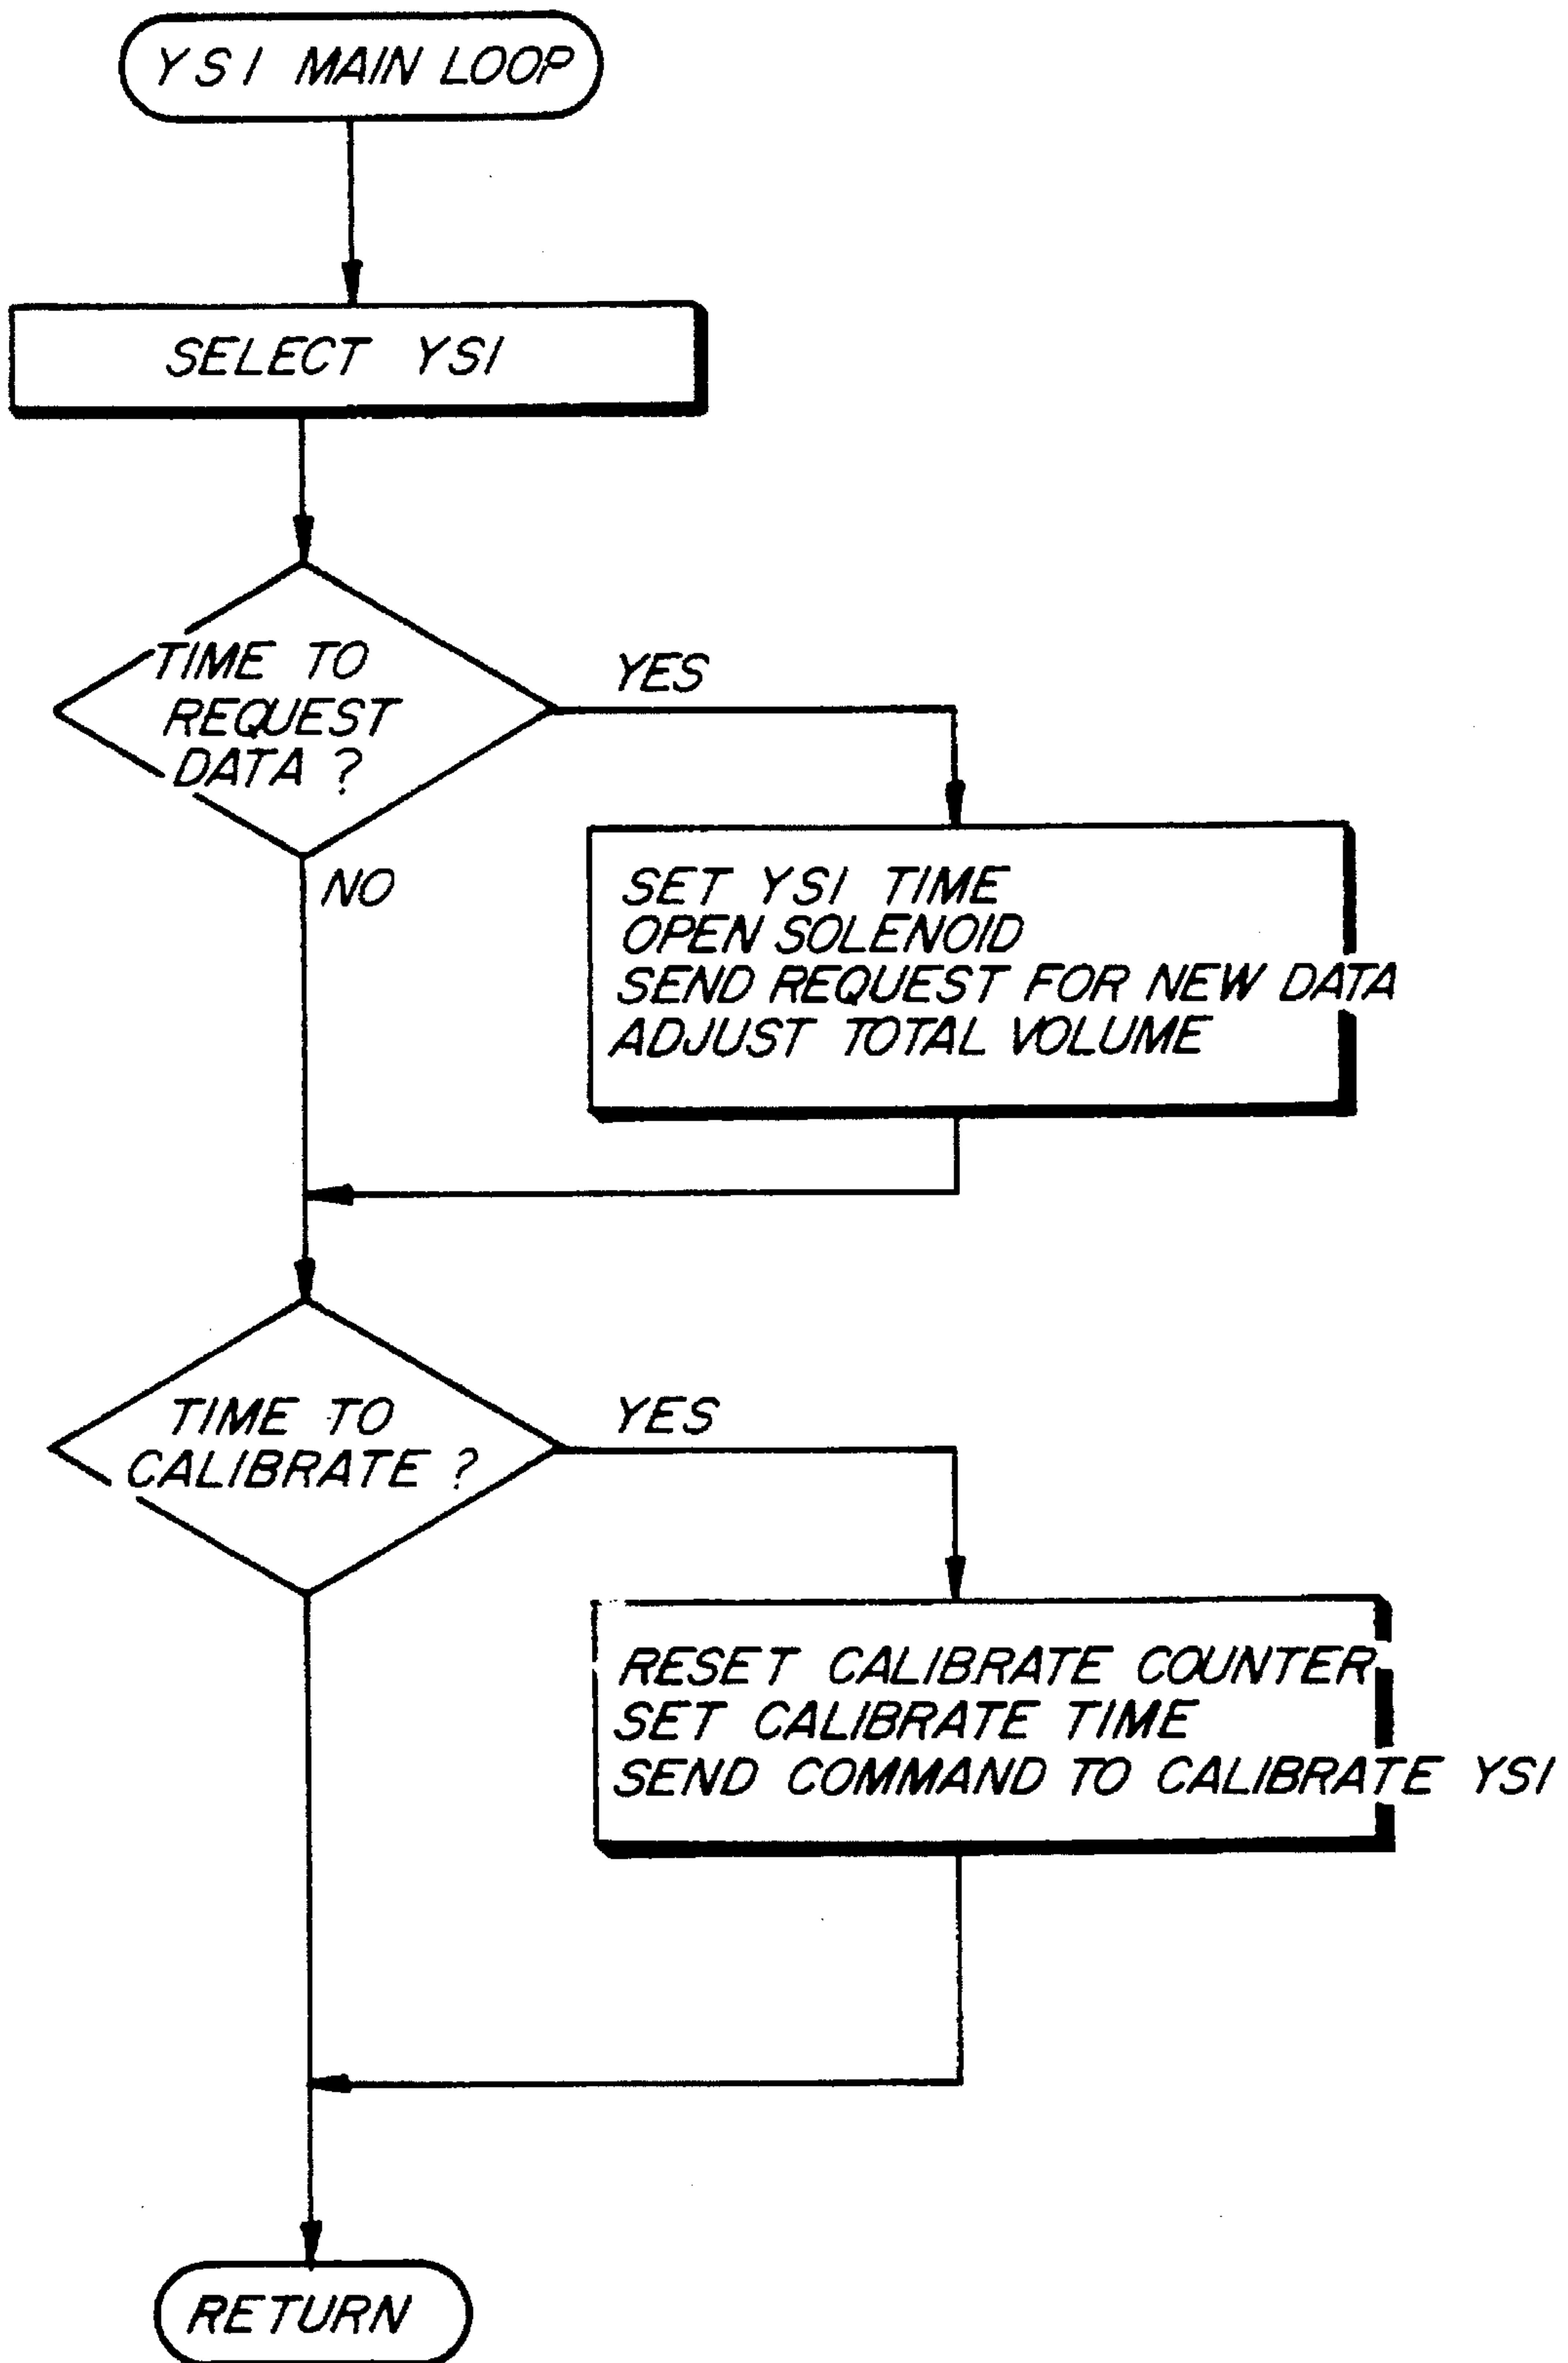 YSI MAIN LOOP
SELECT YSI
TIME TO
REQUEST
DATA ?
YES
NO
SET YSI TIME
OPEN SOLENOID
SEND REQUEST FOR NEW DATA
ADJUST TOTAL VOLUME
TIME TO
CALIBRATE ?
YES
RESET CALIBRATE COUNTER
SET CALIBRATE TIME
SEND COMMAND TO CALIBRATE YSI
RETURN